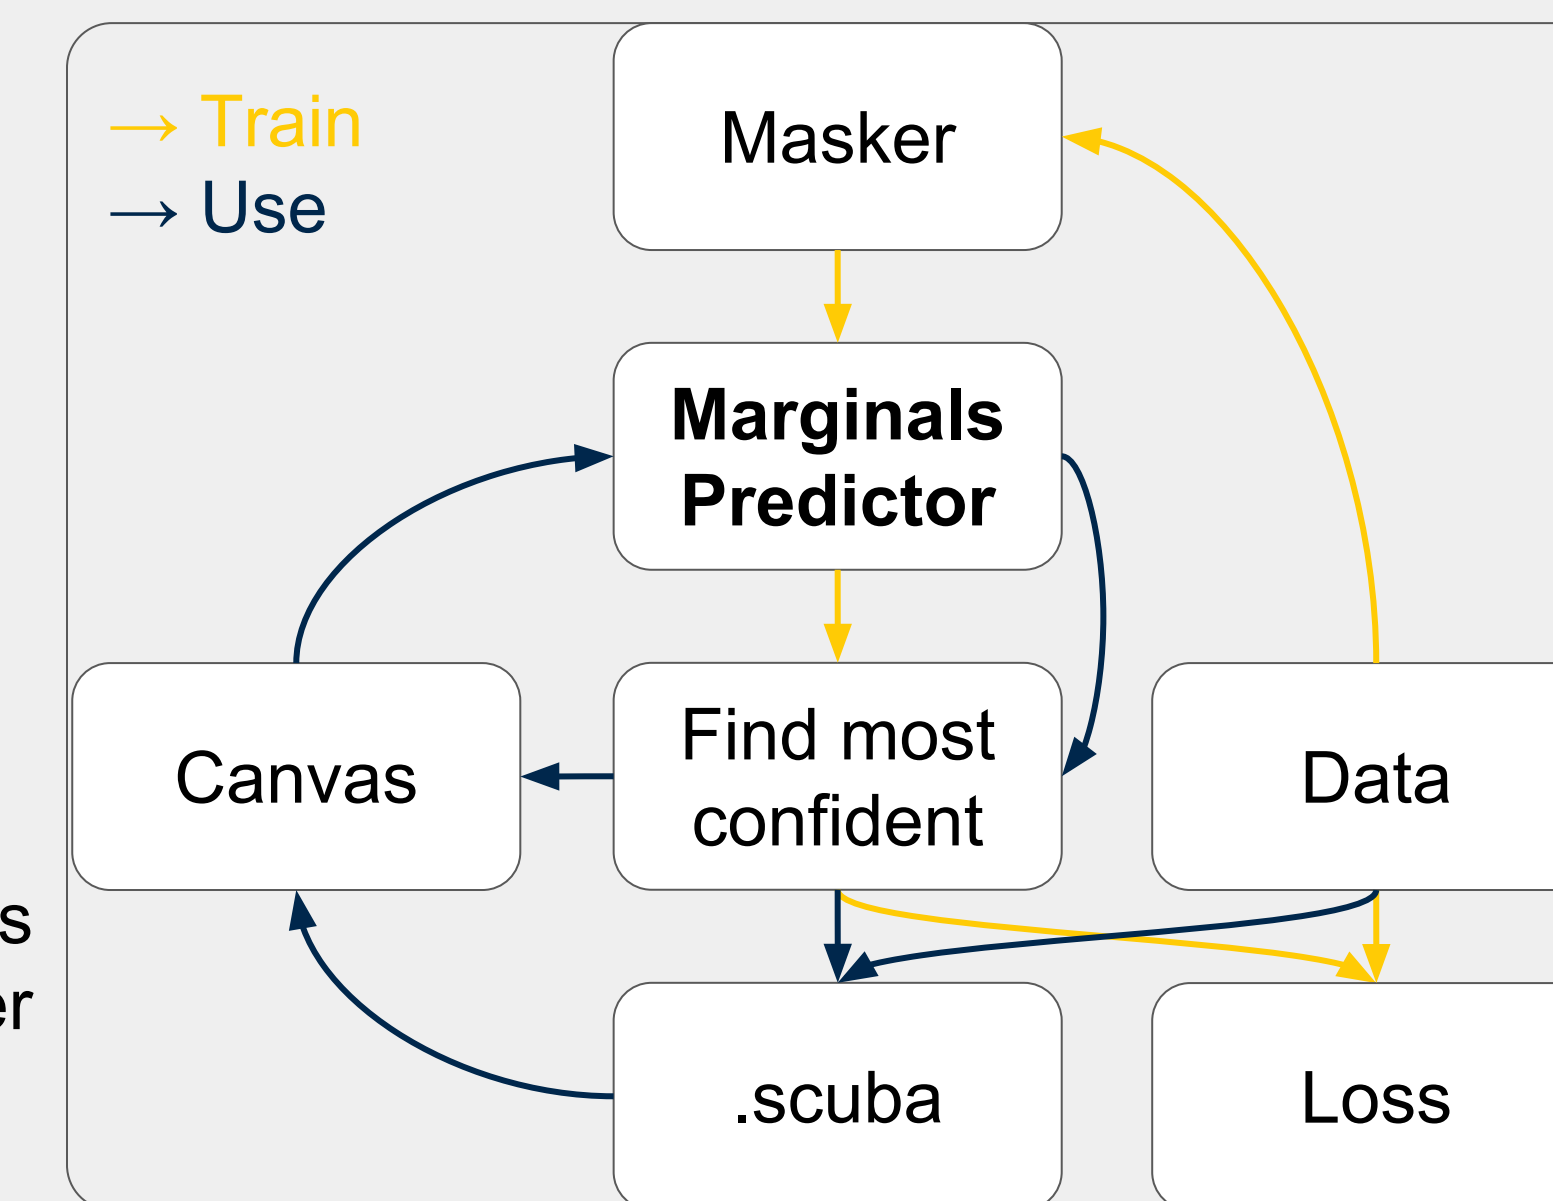 → Train
→ Use
Masker
Marginals
Predictor
Canvas
Find most
confident
Data
.scuba
Loss